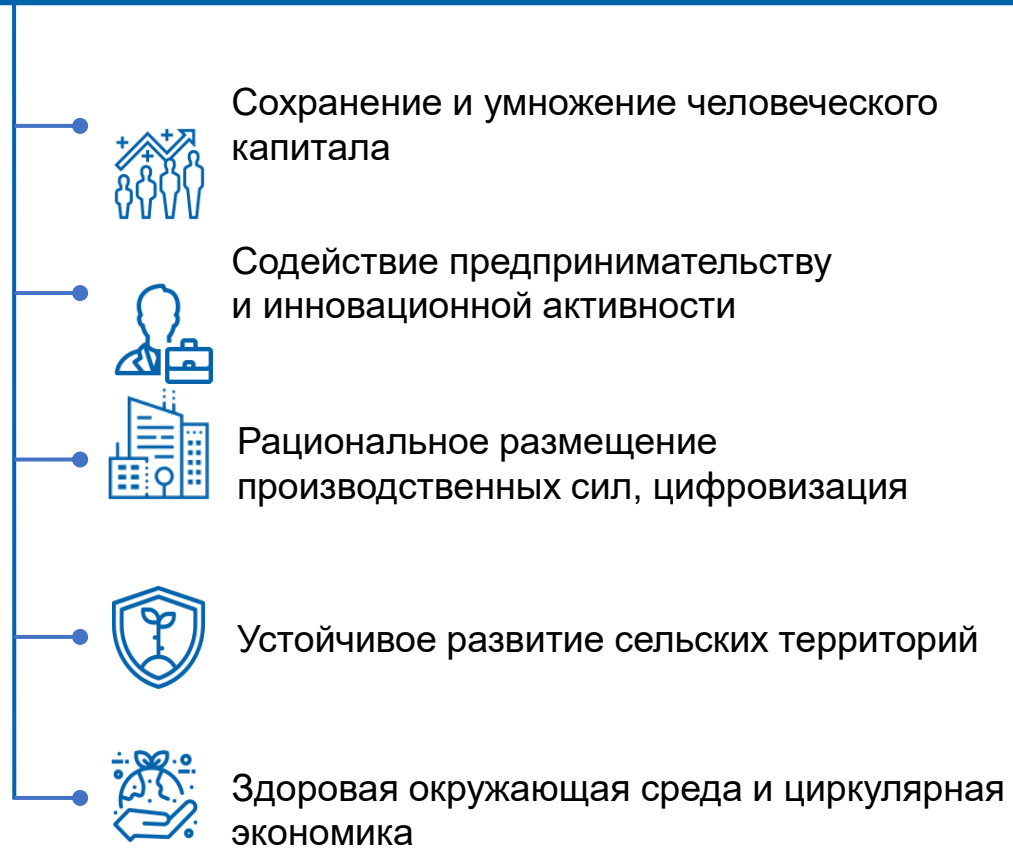 Сохранение и умножение человеческого
капитала
Содействие предпринимательству
и инновационной активности
Рациональное размещение
производственных сил, цифровизация
Устойчивое развитие сельских территорий
Здоровая окружающая среда и циркулярная
экономика